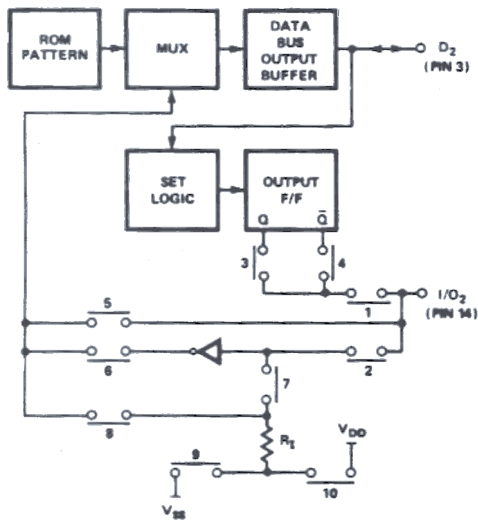 ROM
PATTERN
MUX
DATA
BUS
OUTPUT
BUFFER
D2
(PIN 3)
SET
LOGIC
OUTPUT
F/F
Q
Q̄
3
4
1
I/O2
(PIN 14)
5
6
2
7
8
RI
VDD
9
10
VSS